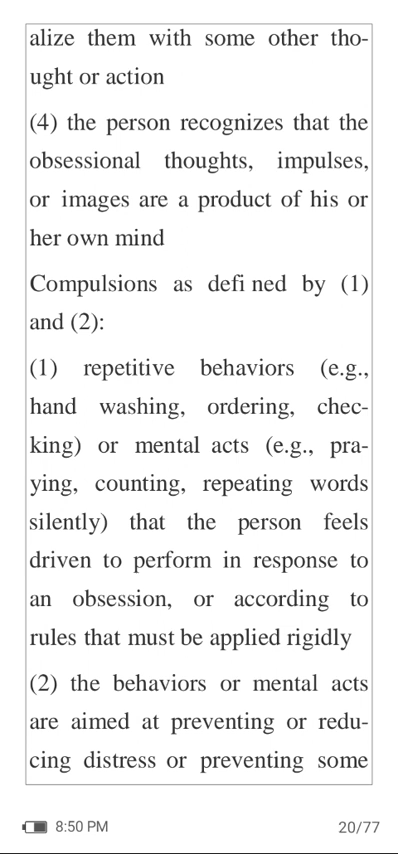 alize them with some other tho-
ught or action
(4) the person recognizes that the
obsessional thoughts, impulses,
or images are a product of his or
her own mind
Compulsions as defi ned by (1)
and (2):
(1) repetitive behaviors (e.g.,
hand washing, ordering, chec-
king) or mental acts (e.g., pra-
ying, counting, repeating words
silently) that the person feels
driven to perform in response to
an obsession, or according to
rules that must be applied rigidly
(2) the behaviors or mental acts
are aimed at preventing or redu-
cing distress or preventing some
8:50 PM 20/77